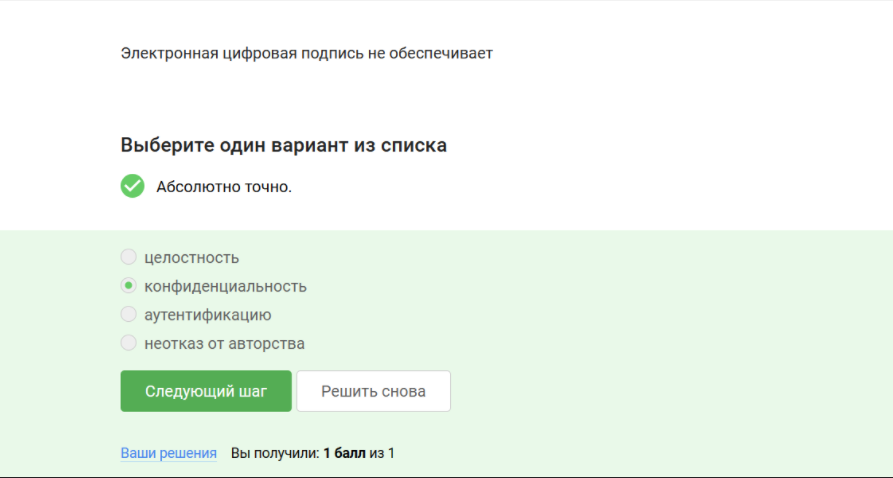 Электронная цифровая подпись не обеспечивает
Выберите один вариант из списка
Абсолютно точно.
целостность
конфиденциальность
аутентификацию
неотказ от авторства
Следующий шаг Решить снова
Ваши решения Вы получили: 1 балл из 1